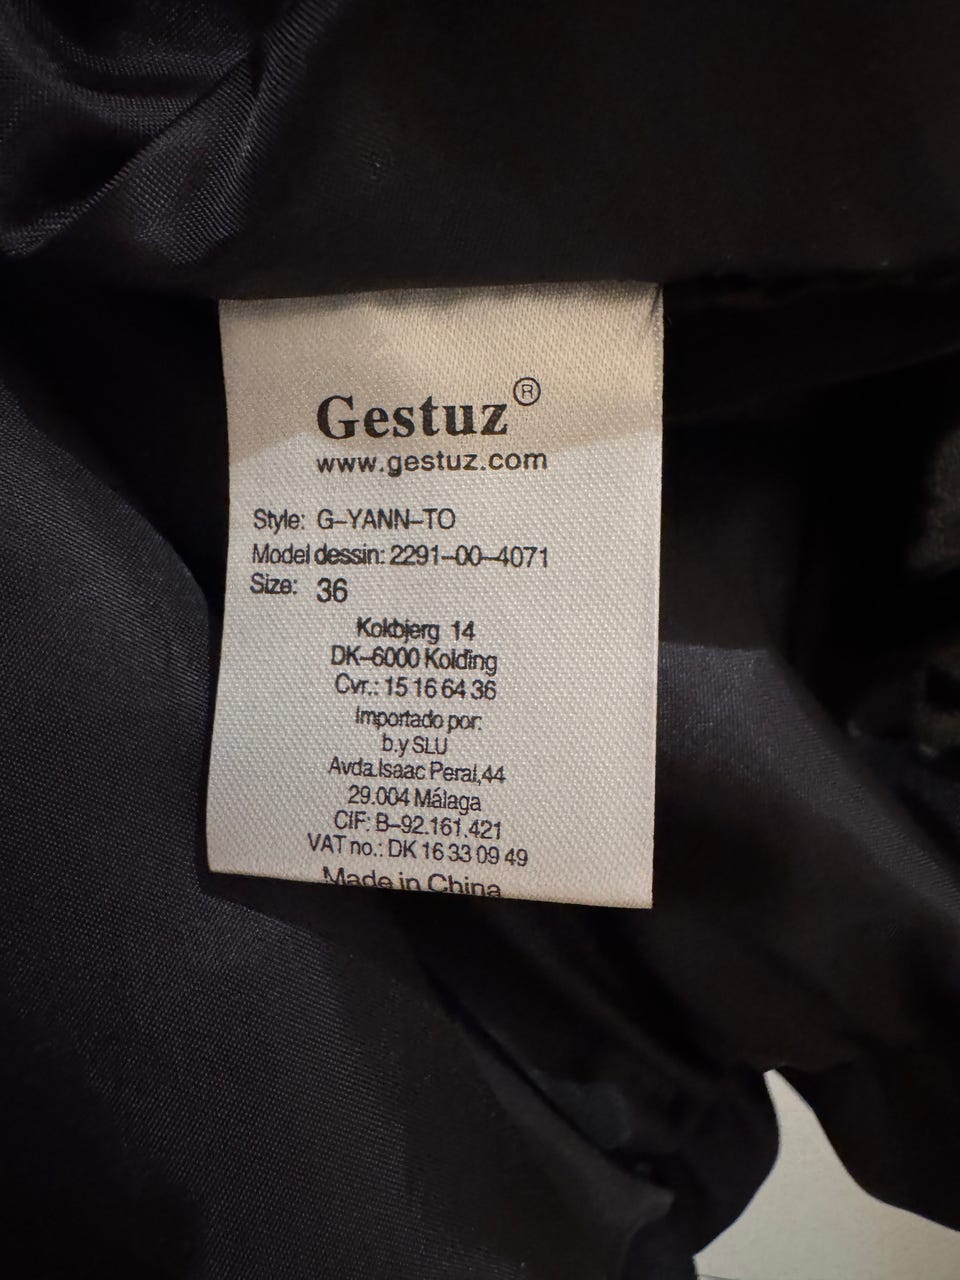 Gestuz®
www.gestuz.com
Style: G-YANN-TO
Model dessin: 2291-00-4071
Size: 36
Kokbjerg 14
DK-6000 Kolding
Cvr.: 15 16 64 36
Importado por:
b.y SLU
Avda.Isaac Peral,44
29.004 Málaga
CIF: B-92.161.421
VAT no.: DK 16 33 09 49
Made in China